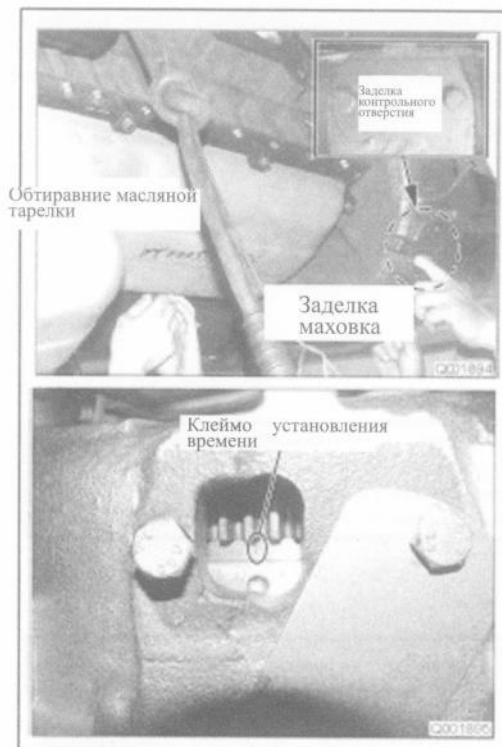 Заделка
контрольного
отверстия
Обтиравние масляной
тарелки
Заделка
маховка
Q001894
Клеймо установления
времени
Q001895